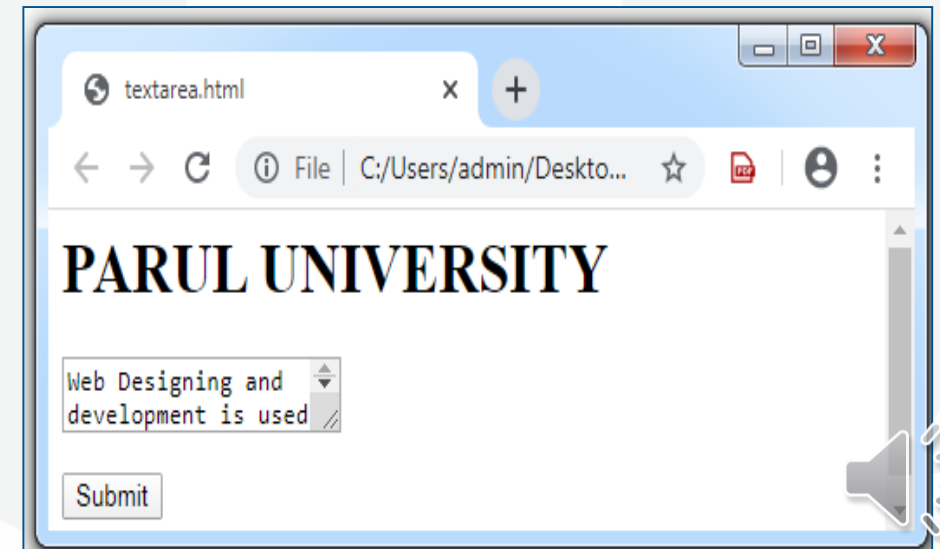 textarea.html
File C:/Users/admin/Deskto...
PARUL UNIVERSITY
Web Designing and
development is used
Submit